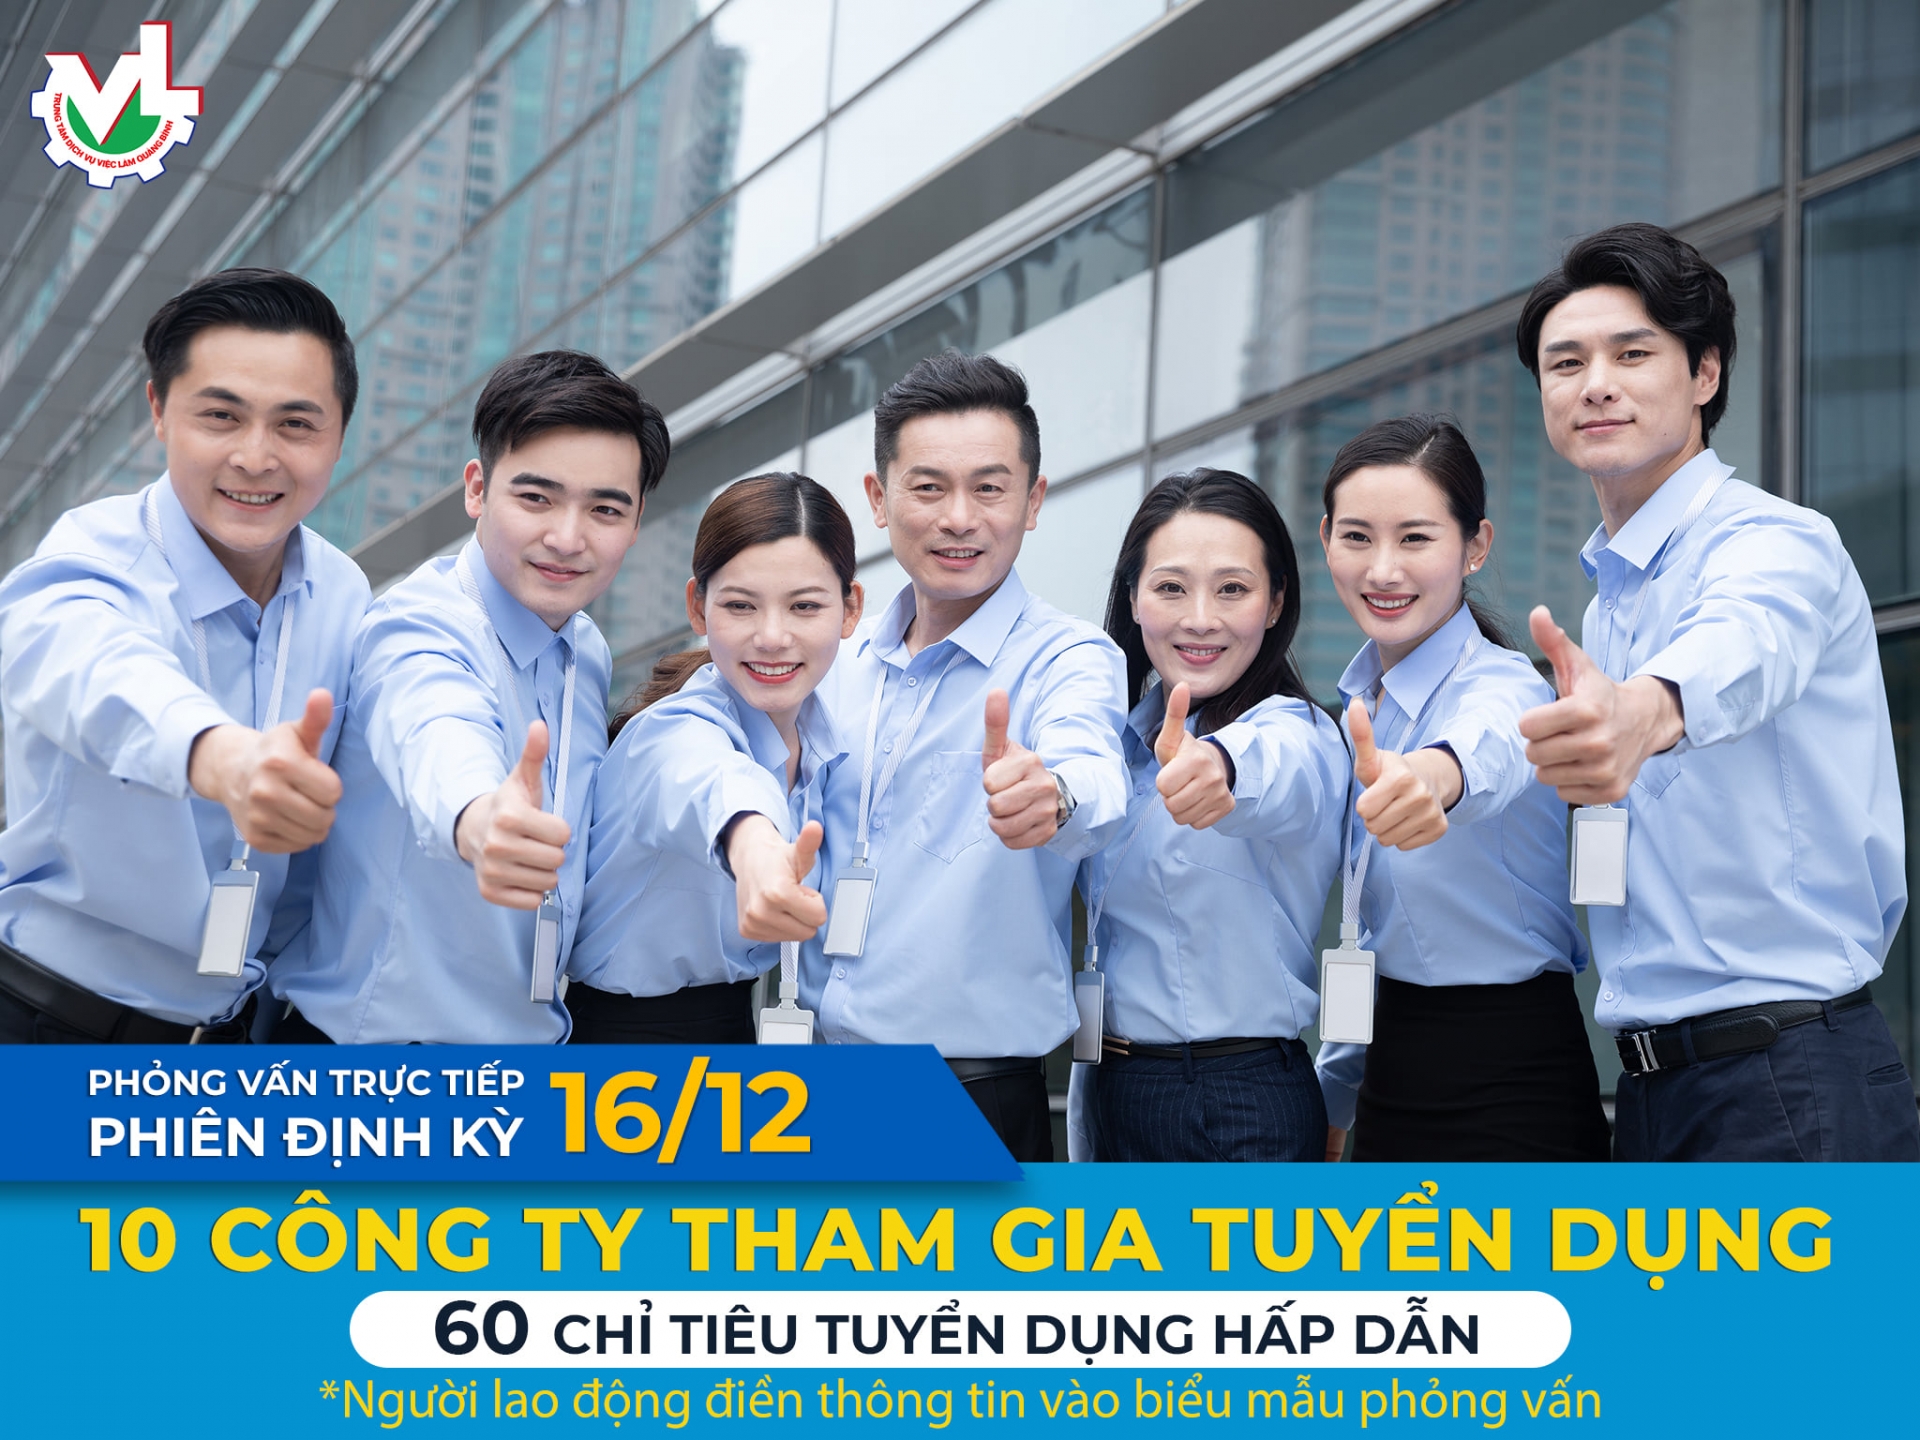 VL
TRUNG TÂM DỊCH VỤ VIỆC LÀM QUẢNG BÌNH
PHỎNG VẤN TRỰC TIẾP
PHIÊN ĐỊNH KỲ
16/12
10 CÔNG TY THAM GIA TUYỂN DỤNG
60 CHỈ TIÊU TUYỂN DỤNG HẤP DẪN
*Người lao động điền thông tin vào biểu mẫu phỏng vấn